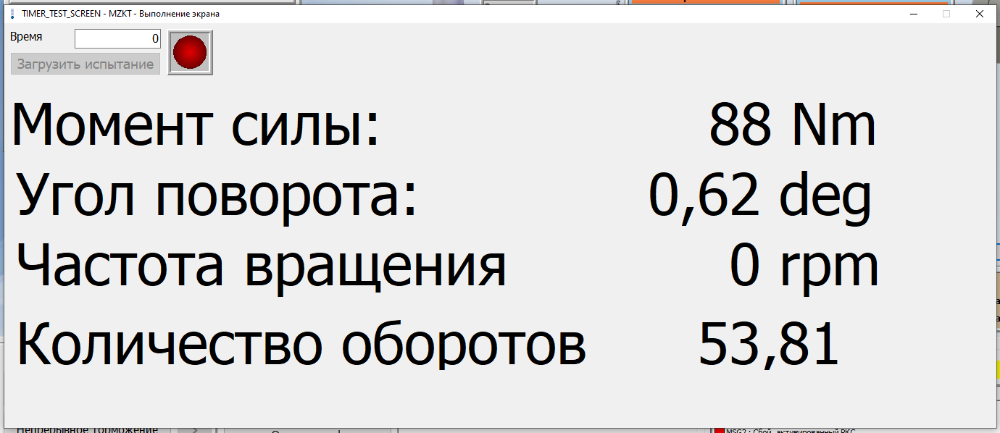 TIMER_TEST_SCREEN - MZKT - Выполнение экрана
Время 0
Загрузить испытание
Момент силы: 88 Nm
Угол поворота: 0,62 deg
Частота вращения 0 rpm
Количество оборотов 53,81
Непрерывное торможение
MSG2 : Сбой, активированный РКС